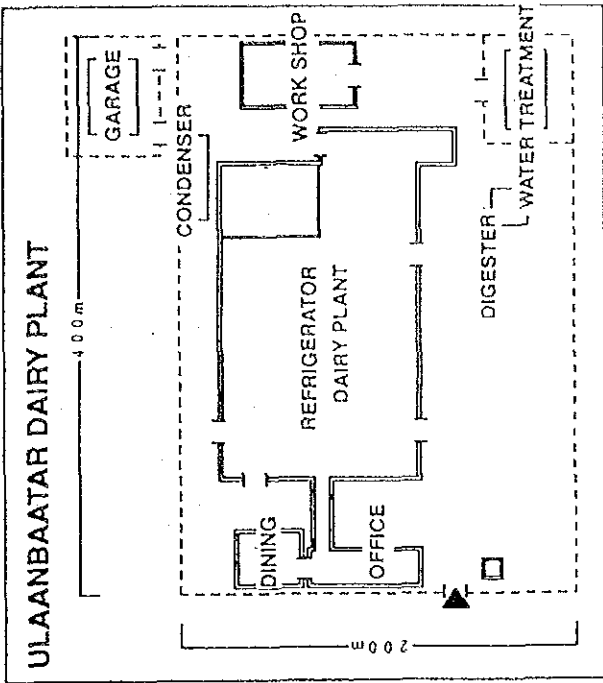 ULAANBAATAR DAIRY PLANT
400m
GARAGE
CONDENSER
WORK SHOP
REFRIGERATOR
DAIRY PLANT
DINING
OFFICE
DIGESTER
WATER TREATMENT
200m